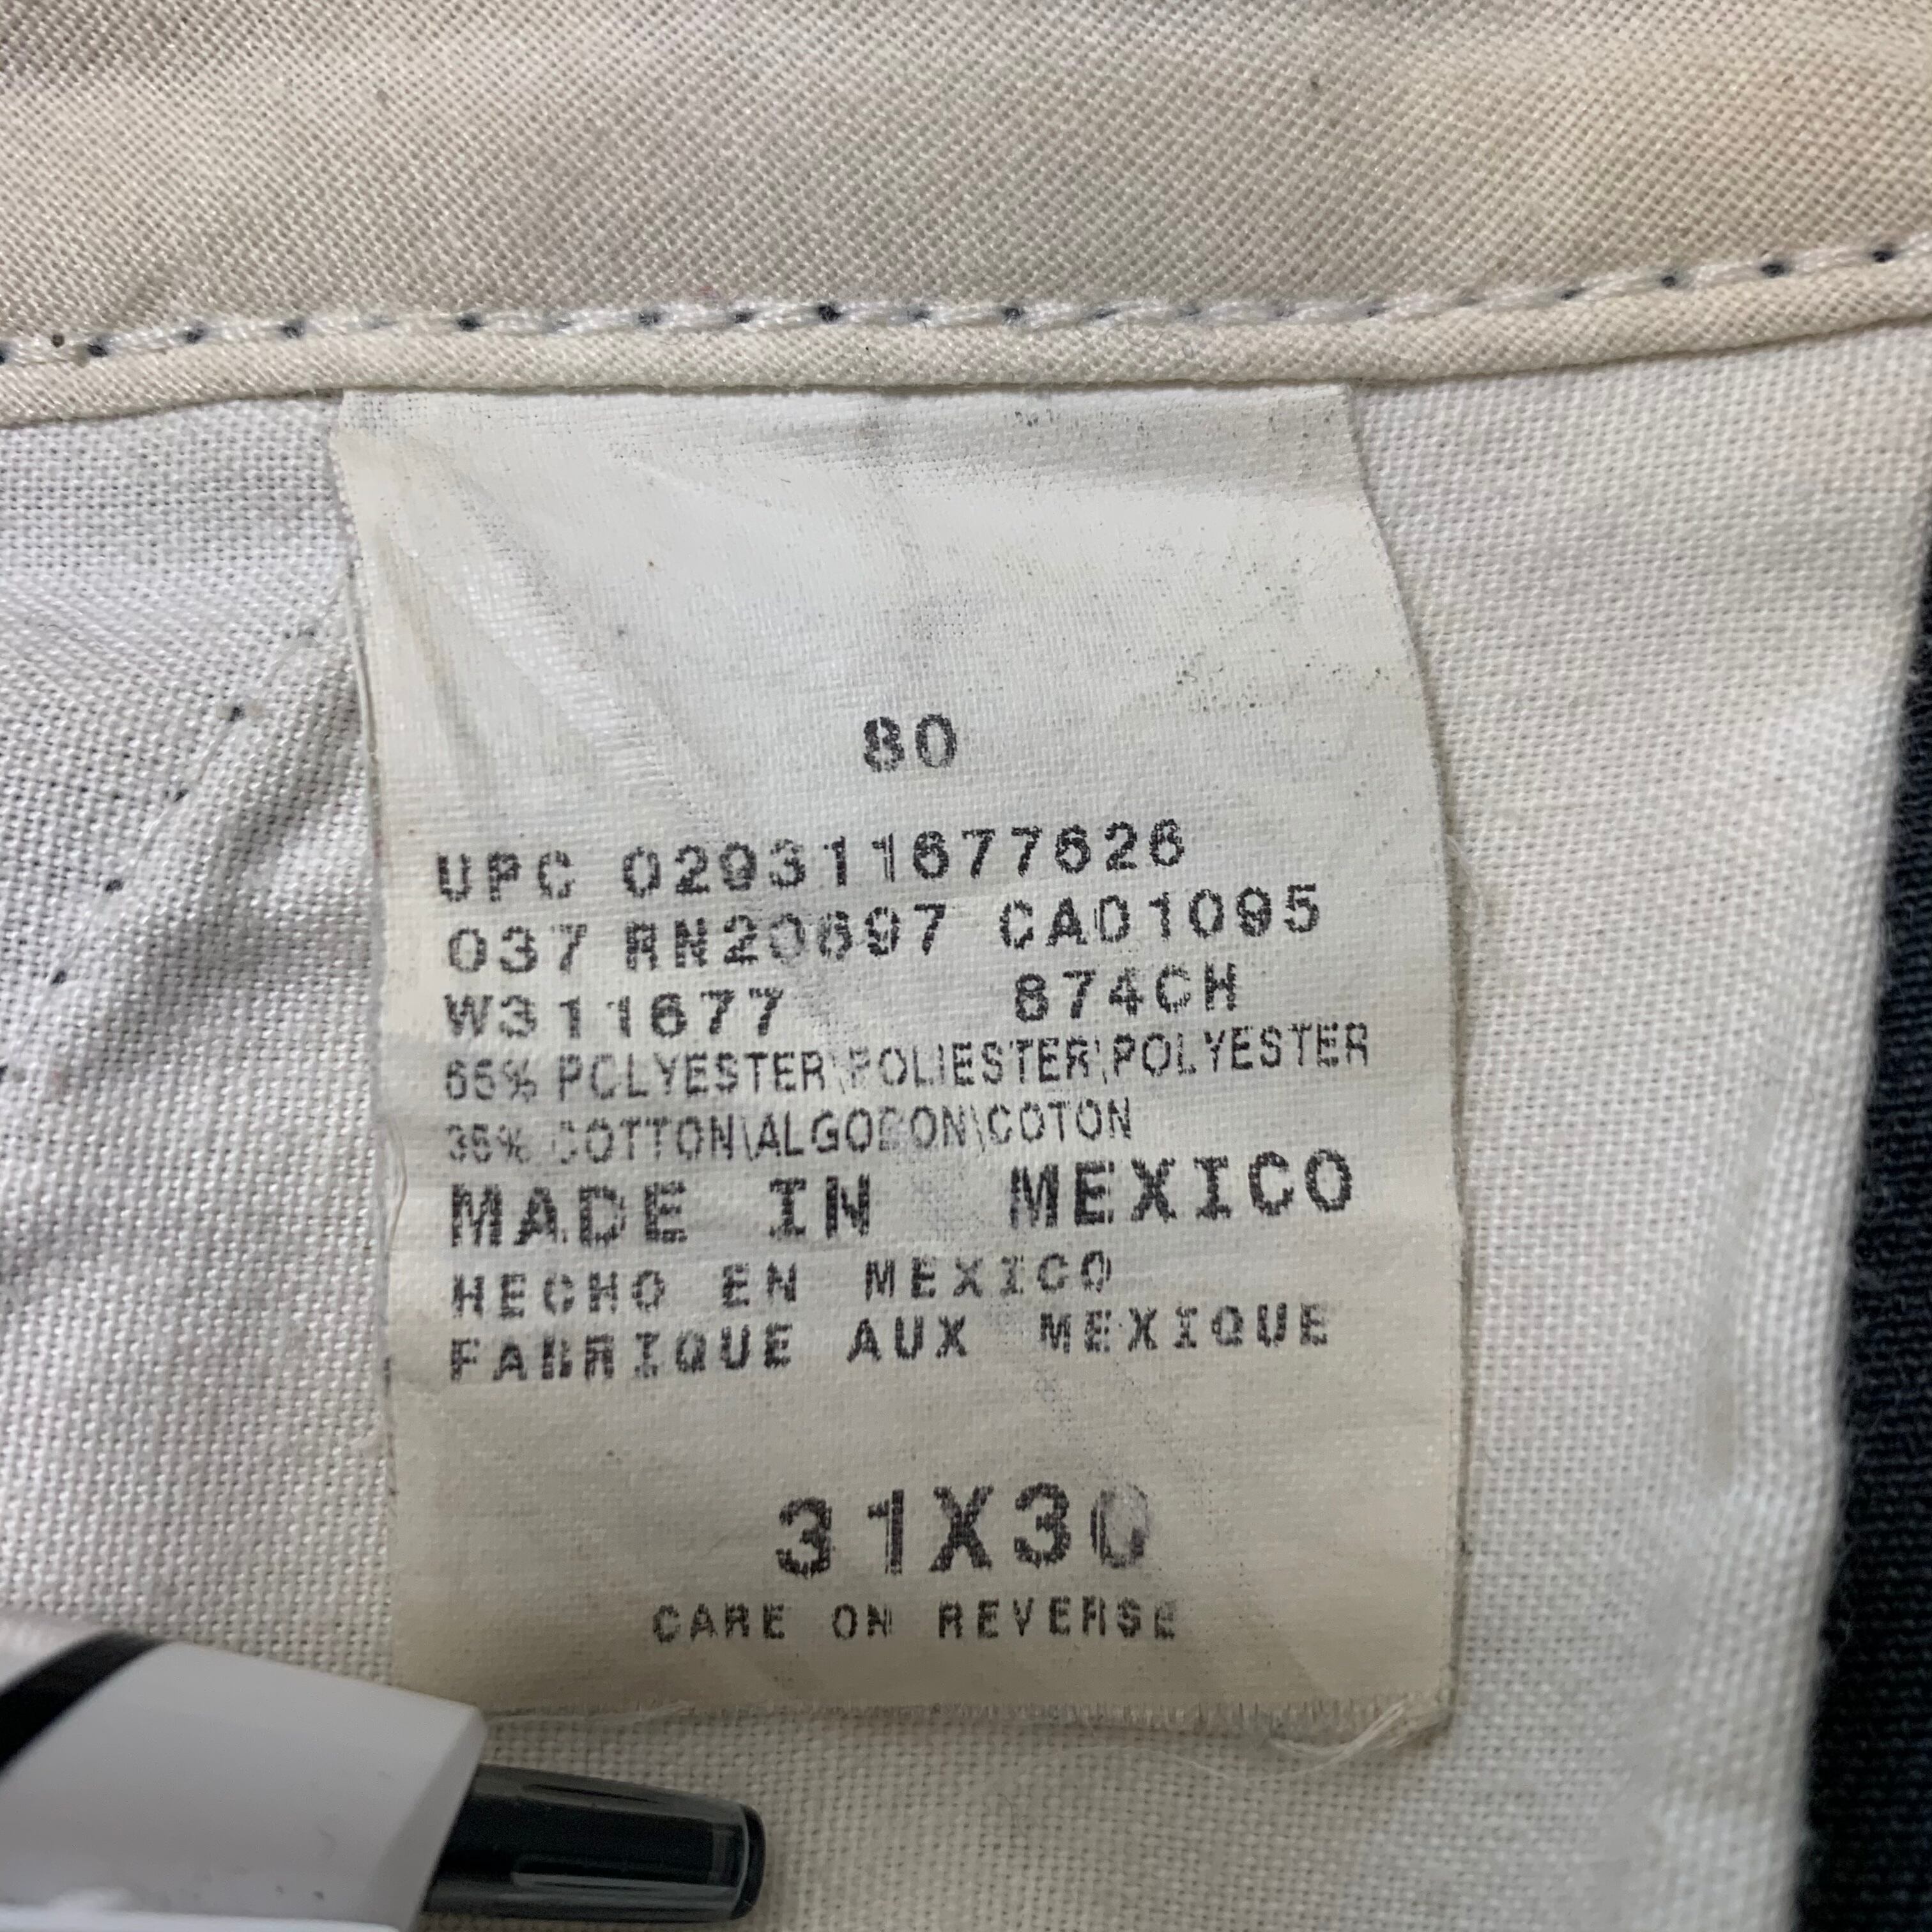 80
UPC 029311677626
037 RN20697 CA01095
W311677 874CH
65% POLYESTER\POLIESTER\POLYESTER
35% COTTON\ALGODON\COTON
MADE IN MEXICO
HECHO EN MEXICO
FABRIQUE AUX MEXIQUE
31X30
CARE ON REVERSE